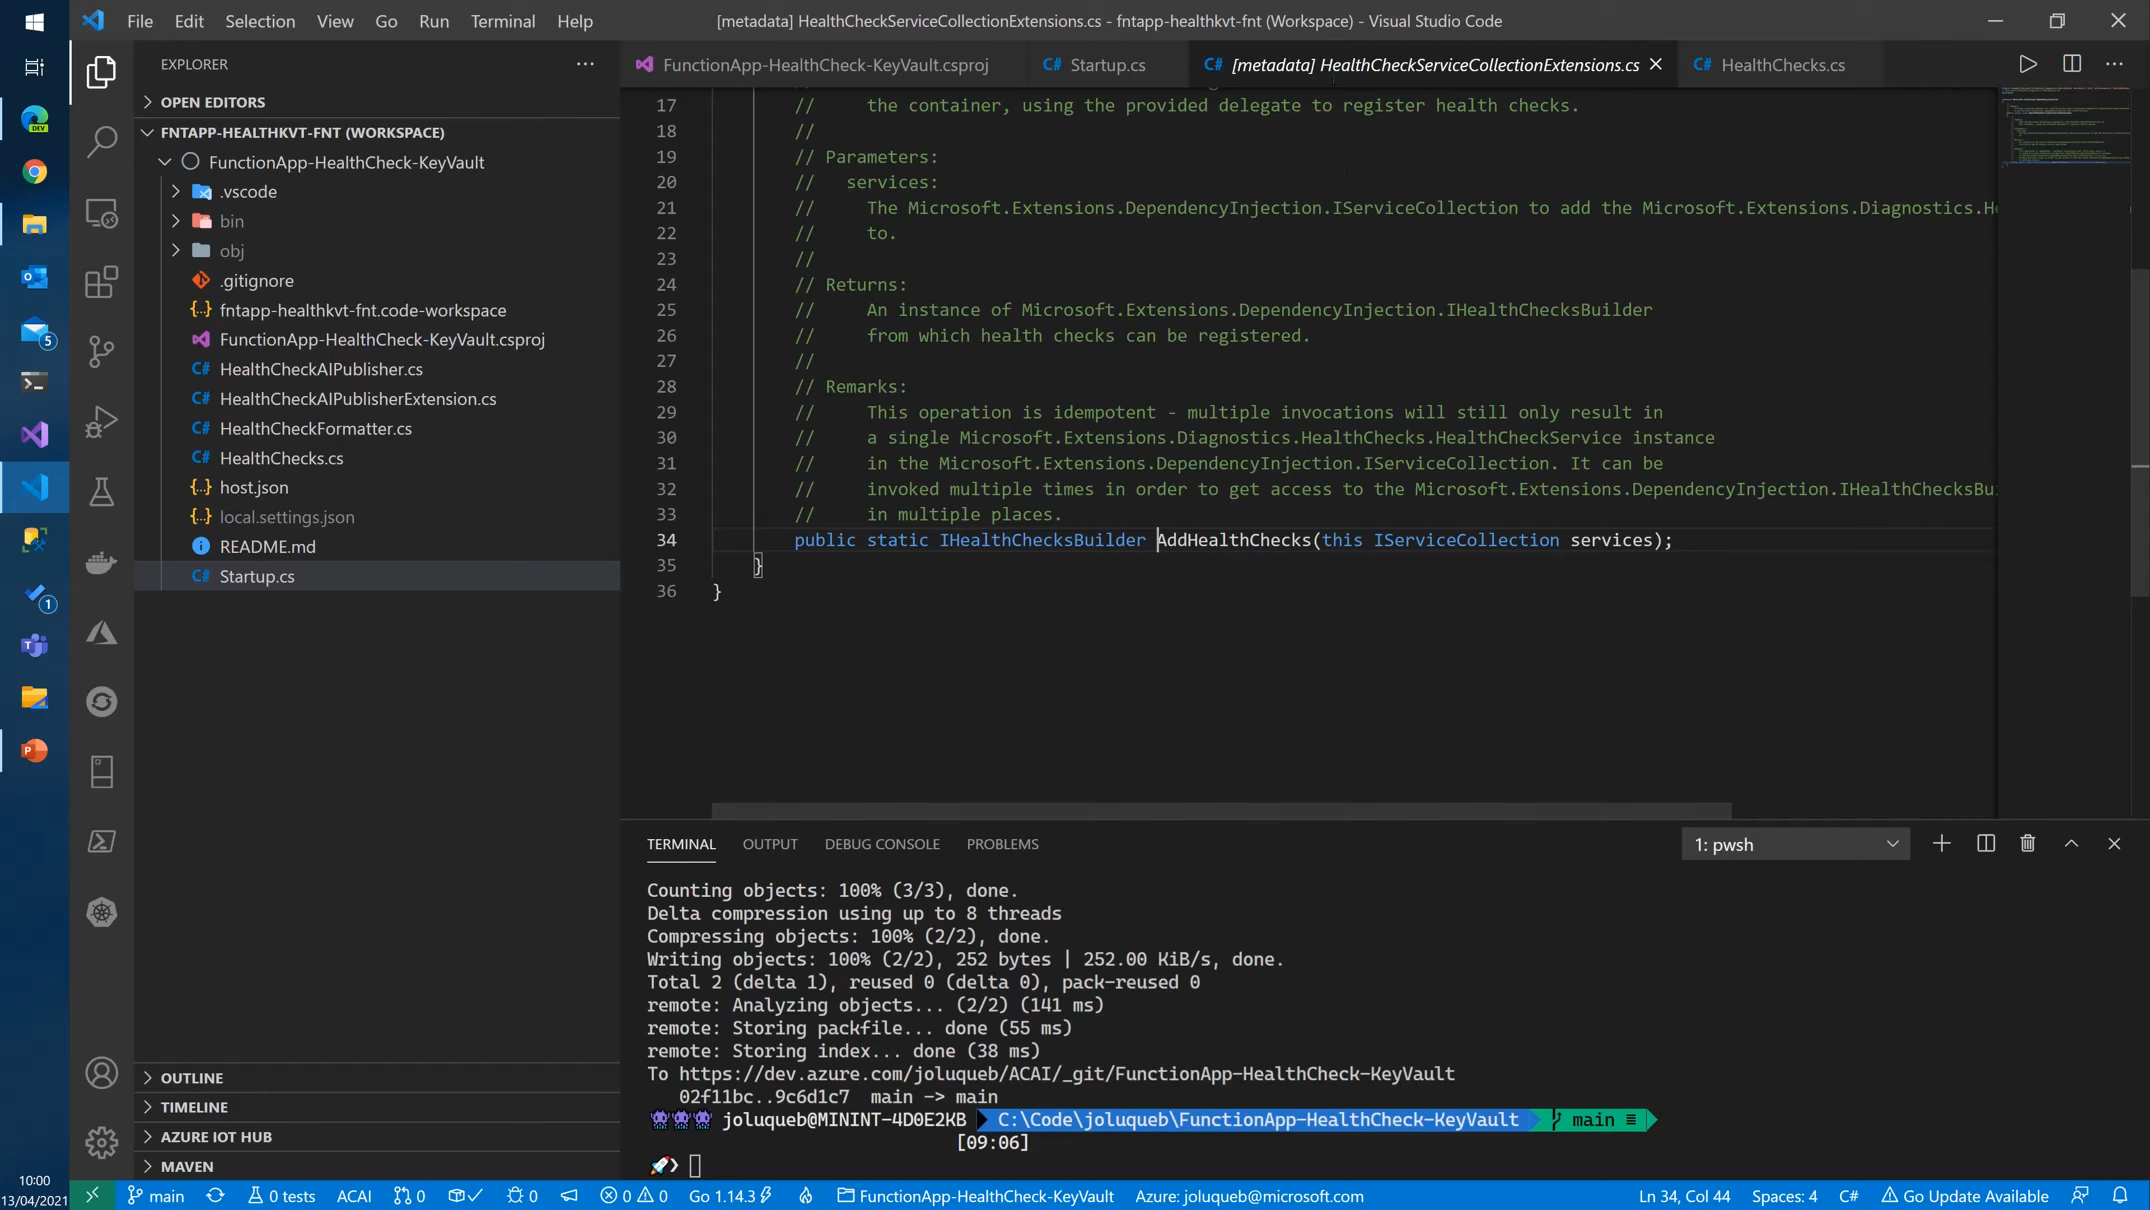 File Edit Selection View Go Run Terminal Help
[metadata] HealthCheckServiceCollectionExtensions.cs - fntapp-healthkvt-fnt (Workspace) - Visual Studio Code
EXPLORER
OPEN EDITORS
FNTAPP-HEALTHKVT-FNT (WORKSPACE)
FunctionApp-HealthCheck-KeyVault
.vscode
bin
obj
.gitignore
fntapp-healthkvt-fnt.code-workspace
FunctionApp-HealthCheck-KeyVault.csproj
HealthCheckAIPublisher.cs
HealthCheckAIPublisherExtension.cs
HealthCheckFormatter.cs
HealthChecks.cs
host.json
local.settings.json
README.md
Startup.cs
OUTLINE
TIMELINE
AZURE IOT HUB
MAVEN
DEV
5
1
10:00
13/04/2021
FunctionApp-HealthCheck-KeyVault.csproj
Startup.cs
[metadata] HealthCheckServiceCollectionExtensions.cs
HealthChecks.cs
17 // the container, using the provided delegate to register health checks.
18 //
19 // Parameters:
20 // services:
21 // The Microsoft.Extensions.DependencyInjection.IServiceCollection to add the Microsoft.Extensions.Diagnostics.He
22 // to.
23 //
24 // Returns:
25 // An instance of Microsoft.Extensions.DependencyInjection.IHealthChecksBuilder
26 // from which health checks can be registered.
27 //
28 // Remarks:
29 // This operation is idempotent - multiple invocations will still only result in
30 // a single Microsoft.Extensions.Diagnostics.HealthChecks.HealthCheckService instance
31 // in the Microsoft.Extensions.DependencyInjection.IServiceCollection. It can be
32 // invoked multiple times in order to get access to the Microsoft.Extensions.DependencyInjection.IHealthChecksBui
33 // in multiple places.
34 public static IHealthChecksBuilder AddHealthChecks(this IServiceCollection services);
35 }
36 }
TERMINAL OUTPUT DEBUG CONSOLE PROBLEMS
1: pwsh
Counting objects: 100% (3/3), done.
Delta compression using up to 8 threads
Compressing objects: 100% (2/2), done.
Writing objects: 100% (2/2), 252 bytes | 252.00 KiB/s, done.
Total 2 (delta 1), reused 0 (delta 0), pack-reused 0
remote: Analyzing objects... (2/2) (141 ms)
remote: Storing packfile... done (55 ms)
remote: Storing index... done (38 ms)
To https://dev.azure.com/joluqueb/ACAI/_git/FunctionApp-HealthCheck-KeyVault
02f11bc..9c6d1c7 main -> main
joluqueb@MININT-4D0E2KB C:\Code\joluqueb\FunctionApp-HealthCheck-KeyVault main ≡
[09:06]
main 0 tests ACAI 0 0 0 0 Go 1.14.3 FunctionApp-HealthCheck-KeyVault Azure: joluqueb@microsoft.com Ln 34, Col 44 Spaces: 4 C# Go Update Available